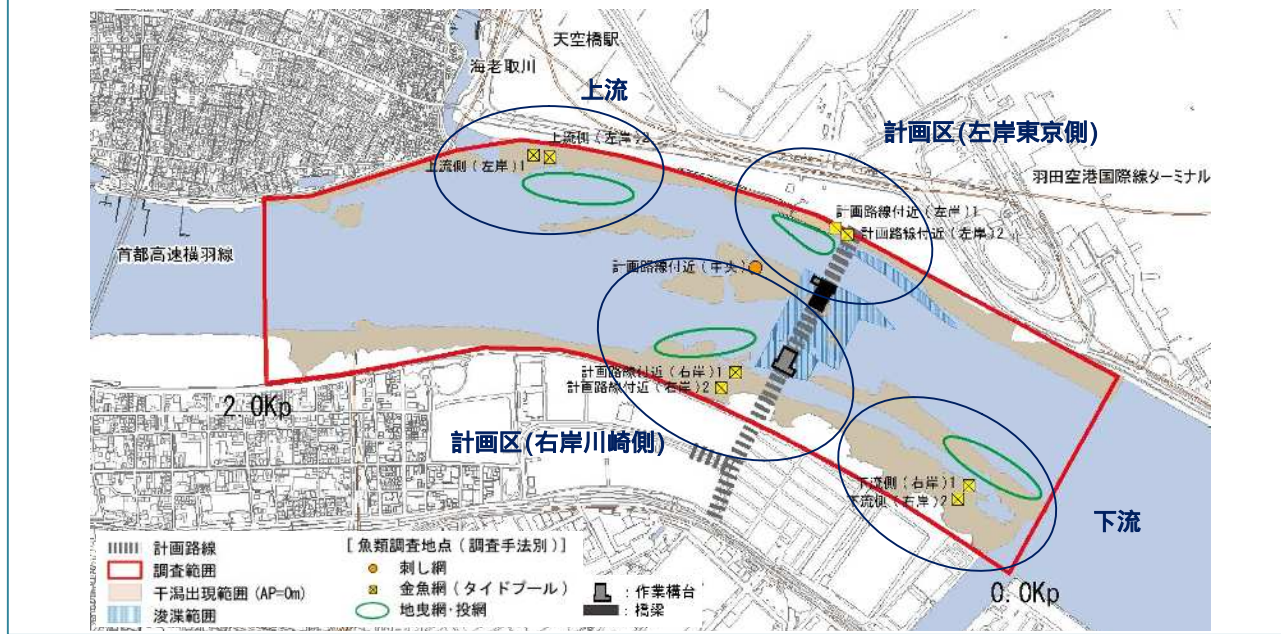 天空橋駅
海老取川
上流
計画区(左岸東京側)
上流側(左岸)2
上流側(左岸)1
羽田空港国際線ターミナル
計画路線付近(左岸)1
計画路線付近(左岸)2
首都高速横羽線
計画路線付近(中央)
計画路線付近(右岸)1
計画路線付近(右岸)2
2.0Kp
計画区(右岸川崎側)
下流側(右岸)1
下流側(右岸)2
下流
0.0Kp
計画路線
調査範囲
干潟出現範囲(AP=0m)
浚渫範囲
[魚類調査地点(調査手法別)]
刺し網
金魚網(タイドプール)
地曳網・投網
:作業構台
:橋梁